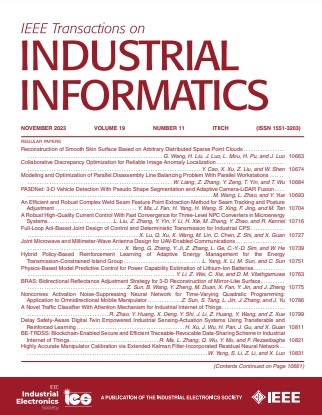 IEEE Transactions on
INDUSTRIAL
INFORMATICS
NOVEMBER 2023 VOLUME 19 NUMBER 11 ITIICH (ISSN 1551-3203)
REGULAR PAPERS
Reconstruction of Smooth Skin Surface Based on Arbitrary Distributed Sparse Point Clouds
G. Wang, H. Liu, J. Luo, L. Mou, H. Pu, and J. Luo 10663
Collaborative Discrepancy Optimization for Reliable Image Anomaly Localization
Y. Cao, X. Xu, Z. Liu, and W. Shen 10674
Modeling and Optimization of Parallel Disassembly Line Balancing Problem With Parallel Workstations
W. Liang, Z. Zhang, Y. Zeng, T. Yin, and T. Wu 10684
PA3DNet: 3-D Vehicle Detection With Pseudo Shape Segmentation and Adaptive Camera-LiDAR Fusion
M. Wang, L. Zhao, and Y. Yue 10693
An Efficient and Robust Complex Weld Seam Feature Point Extraction Method for Seam Tracking and Posture
Adjustment Y. Ma, J. Fan, H. Yang, H. Wang, S. Xing, F. Jing, and M. Tan 10704
A Robust High-Quality Current Control With Fast Convergence for Three-Level NPC Converters in Microenergy
Systems L. Liu, Z. Zhang, Y. Yin, Y. Li, H. Xie, M. Zhang, Y. Zhao, and R. Kennel 10716
Full-Loop AoI-Based Joint Design of Control and Deterministic Transmission for Industrial CPS
X. Lu, Q. Xu, X. Wang, M. Lin, C. Chen, Z. Shi, and X. Guan 10727
Joint Microwave and Millimeter-Wave Antenna Design for UAV-Enabled Communications
X. Yang, G. Zhang, Y. Ji, Z. Zhang, L. Ge, C.-Y.-D. Sim, and W. He 10739
Hybrid Policy-Based Reinforcement Learning of Adaptive Energy Management for the Energy
Transmission-Constrained Island Group L. Yang, X. Li, M. Sun, and C. Sun 10751
Physics-Based Model Predictive Control for Power Capability Estimation of Lithium-Ion Batteries
Y. Li, Z. Wei, C. Xie, and D. M. Vilathgamuwa 10763
BRAS: Bidirectional Reflectance Adjustment Strategy for 3-D Reconstruction of Mirror-Like Surface
Z. Sun, B. Wang, Y. Zheng, M. Duan, X. Fan, Y. Jin, and J. Zheng 10775
Nonconvex Activation Noise-Suppressing Neural Network for Time-Varying Quadratic Programming:
Application to Omnidirectional Mobile Manipulator Z. Sun, S. Tang, L. Jin, J. Zhang, and J. Yu 10786
A Novel Traffic Classifier With Attention Mechanism for Industrial Internet of Things
R. Zhao, Y. Huang, X. Deng, Y. Shi, J. Li, Z. Huang, Y. Wang, and Z. Xue 10799
Delay Safety-Aware Digital Twin Empowered Industrial Sensing-Actuation Systems Using Transferable and
Reinforced Learning H. Xu, J. Wu, H. Pan, J. Gu, and X. Guan 10811
BE-TRDSS: Blockchain-Enabled Secure and Efficient Traceable-Revocable Data-Sharing Scheme in Industrial
Internet of Things R. Ma, L. Zhang, Q. Wu, Y. Mu, and F. Rezaeibagha 10821
Highly Accurate Manipulator Calibration via Extended Kalman Filter-Incorporated Residual Neural Network
W. Yang, S. Li, Z. Li, and X. Luo 10831
(Contents Continued on Page 10661)
IEEE
Industrial
Electronics
Society
ies
A PUBLICATION OF THE INDUSTRIAL ELECTRONICS SOCIETY
IEEE